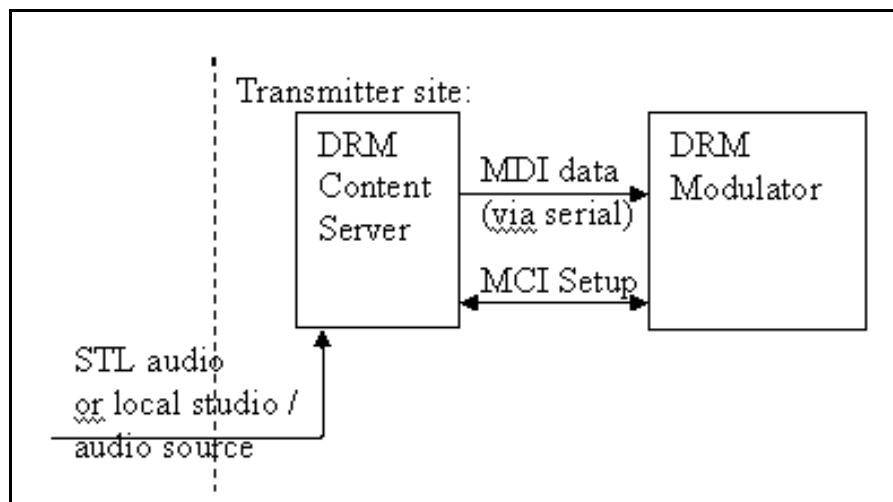 Transmitter site:
DRM
Content
Server
MDI data
(via serial)
MCI Setup
DRM
Modulator
STL audio
or local studio /
audio source